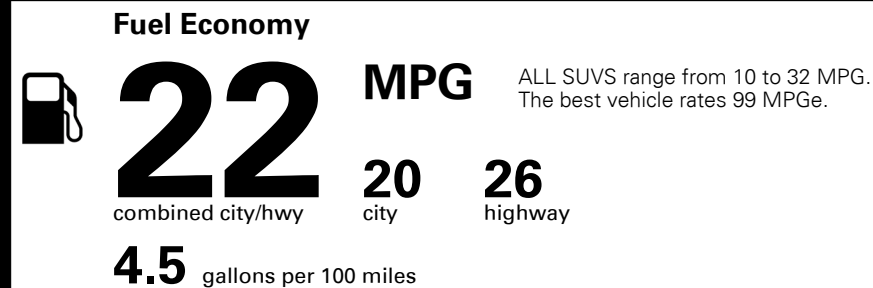 Fuel Economy
22 MPG
ALL SUVS range from 10 to 32 MPG.
The best vehicle rates 99 MPGe.
combined city/hwy
20 city
26 highway
4.5 gallons per 100 miles